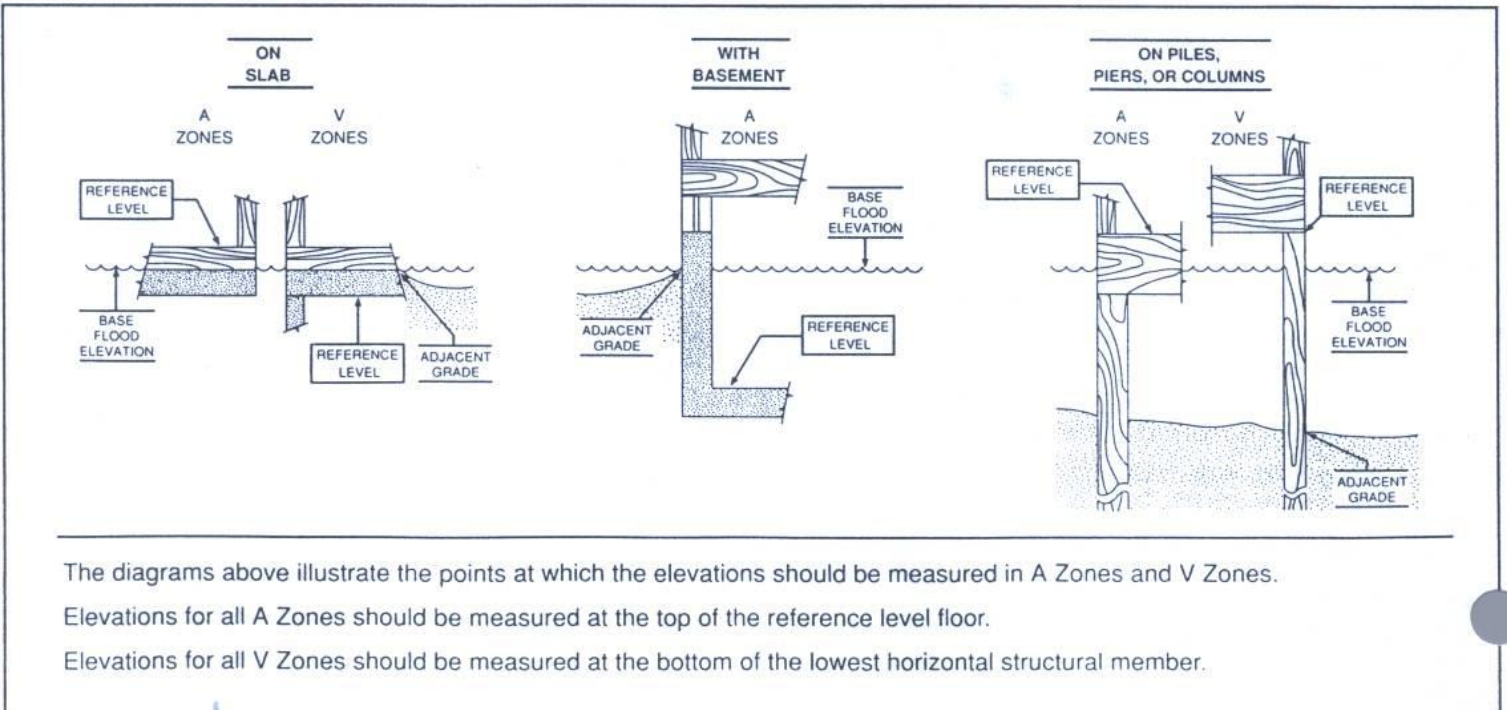 ON
SLAB
A
ZONES
V
ZONES
REFERENCE
LEVEL
BASE
FLOOD
ELEVATION
REFERENCE
LEVEL
ADJACENT
GRADE
WITH
BASEMENT
A
ZONES
BASE
FLOOD
ELEVATION
ADJACENT
GRADE
REFERENCE
LEVEL
ON PILES,
PIERS, OR COLUMNS
A
ZONES
V
ZONES
REFERENCE
LEVEL
REFERENCE
LEVEL
BASE
FLOOD
ELEVATION
ADJACENT
GRADE
The diagrams above illustrate the points at which the elevations should be measured in A Zones and V Zones.
Elevations for all A Zones should be measured at the top of the reference level floor.
Elevations for all V Zones should be measured at the bottom of the lowest horizontal structural member.